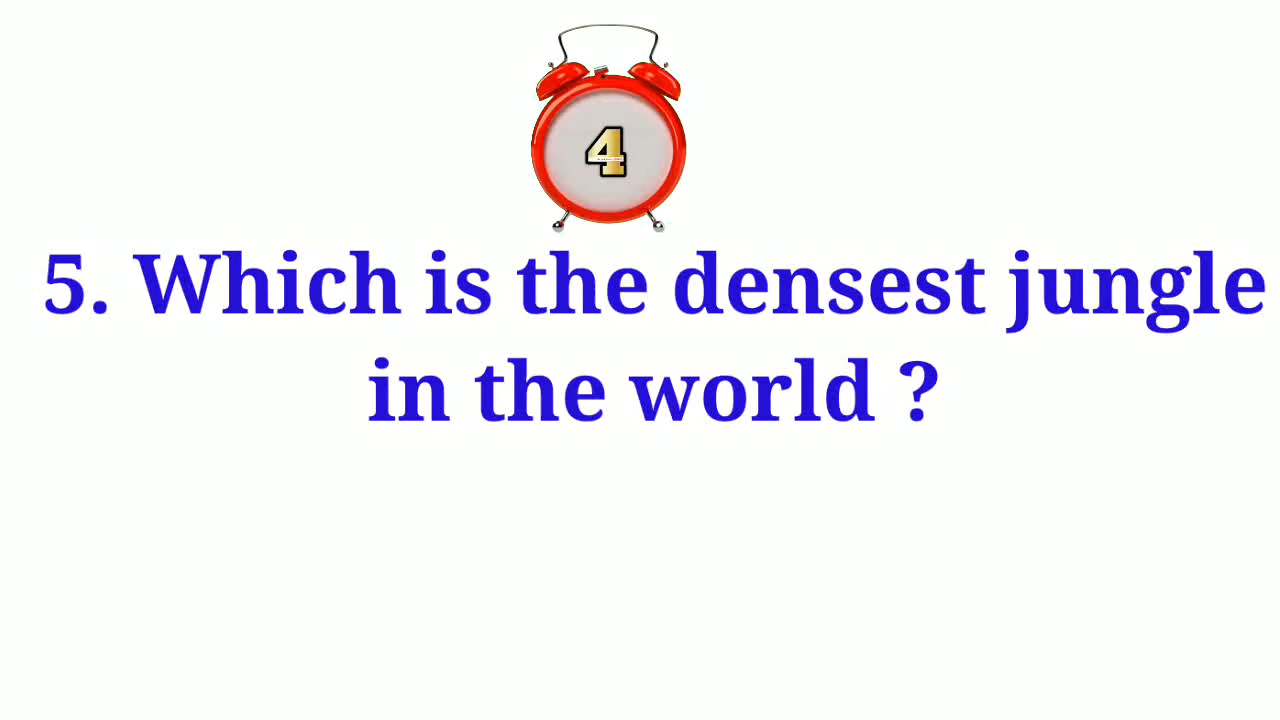 4
5. Which is the densest jungle
in the world ?